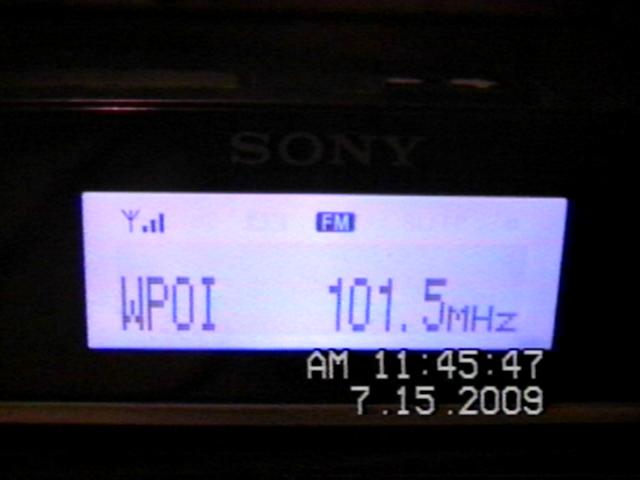 SONY
FM
WPOI 101.5MHz
AM 11:45:47
7.15.2009